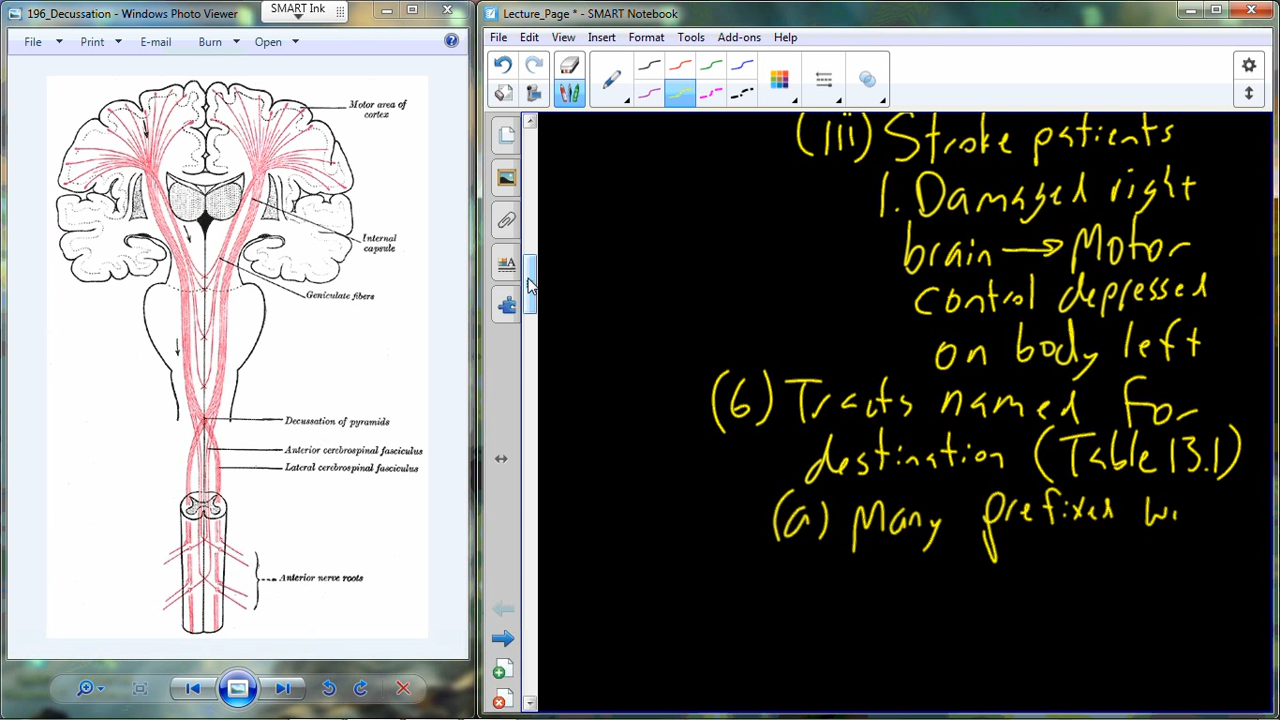 196_Decussation - Windows Photo Viewer
SMART Ink
File Print E-mail Burn Open
Motor area of
cortex
Internal
capsule
Geniculate fibers
Decussation of pyramids
Anterior cerebrospinal fasciculus
Lateral cerebrospinal fasciculus
Anterior nerve roots
Lecture_Page * - SMART Notebook
File Edit View Insert Format Tools Add-ons Help
(iii) Stroke patients
1. Damaged right
brain → Motor
control depressed
on body left
(6) Tracts named for
destination (Table 13.1)
(a) Many prefixed wi